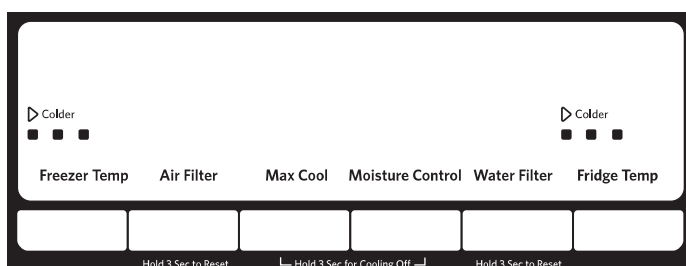 Colder Colder
Freezer Temp Air Filter Max Cool Moisture Control Water Filter Fridge Temp
Hold 3 Sec to Reset Hold 3 Sec for Cooling Off Hold 3 Sec to Reset